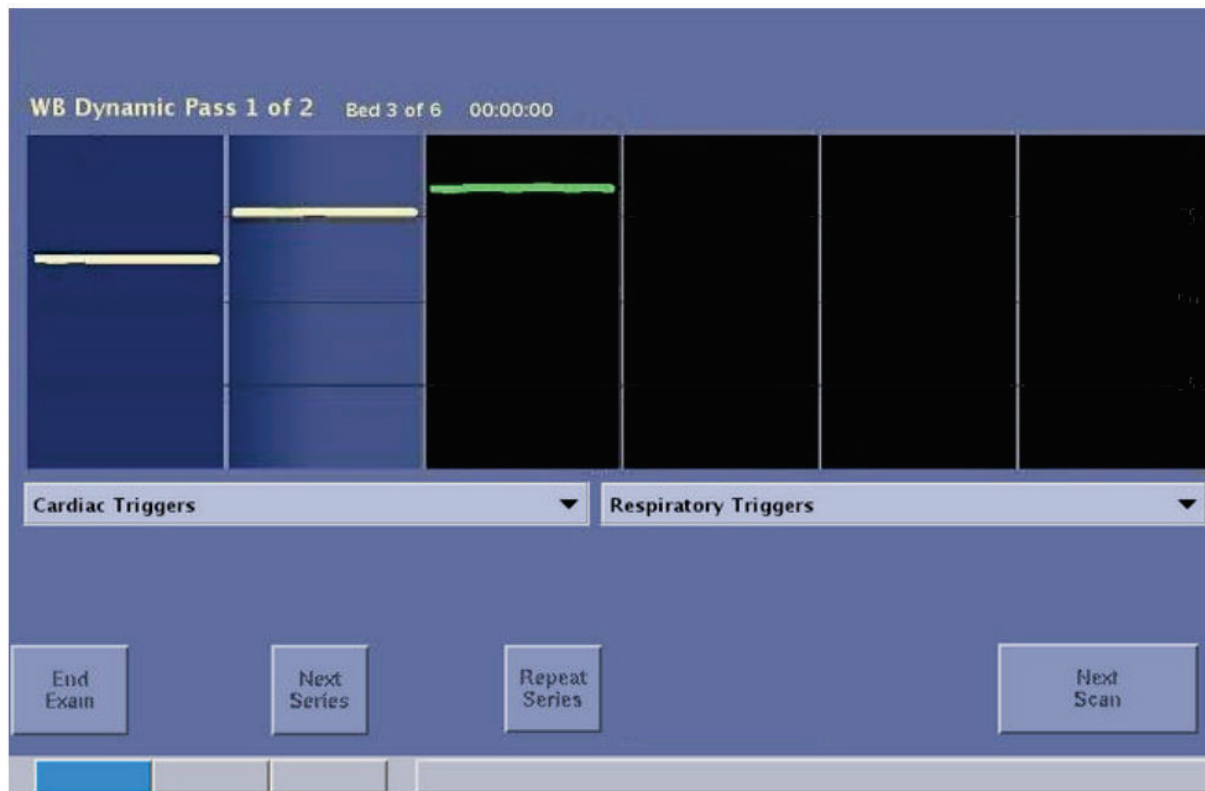 WB Dynamic Pass 1 of 2 Bed 3 of 6 00:00:00
Cardiac Triggers
Respiratory Triggers
End
Exam
Next
Series
Repeat
Series
Next
Scan